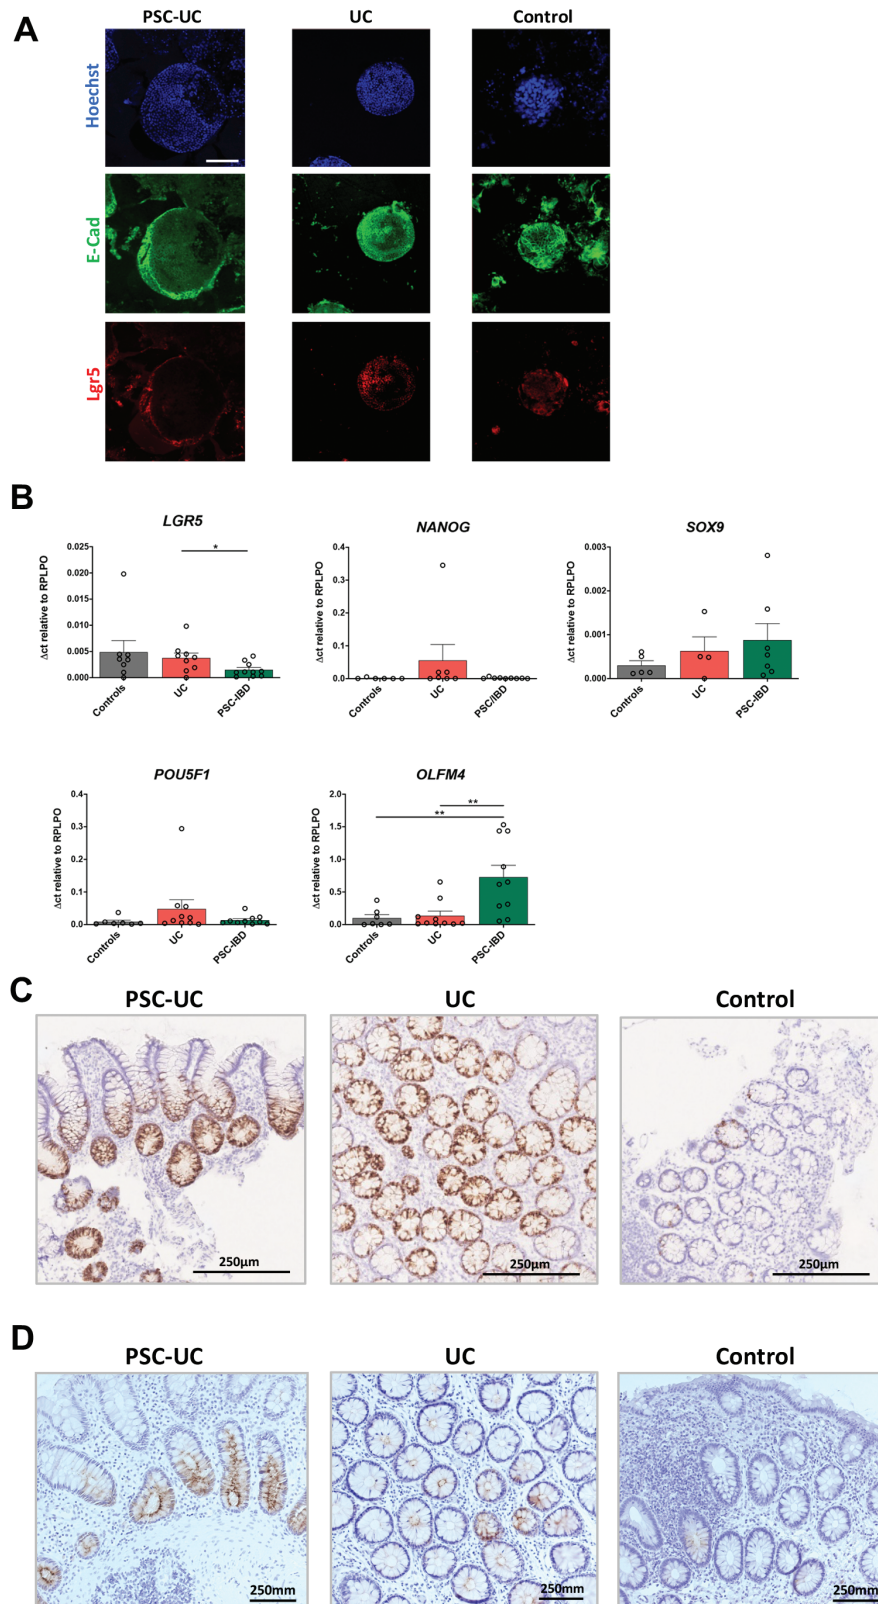 A
PSC-UC
UC
Control
Hoechst
E-Cad
Lgr5
B
LGR5
Δct relative to RPLPO
0.025
0.020
0.015
0.010
0.005
0.000
*
Controls
UC
PSC-IBD
NANOG
Δct relative to RPLPO
0.4
0.3
0.2
0.1
0.0
Controls
UC
PSC/IBD
SOX9
Δct relative to RPLPO
0.003
0.002
0.001
0.000
Controls
UC
PSC-IBD
POU5F1
Δct relative to RPLPO
0.4
0.3
0.2
0.1
0.0
Controls
UC
PSC-IBD
OLFM4
Δct relative to RPLPO
2.0
1.5
1.0
0.5
0.0
**
**
Controls
UC
PSC-IBD
C
PSC-UC
UC
Control
250µm
250µm
250µm
D
PSC-UC
UC
Control
250mm
250mm
250mm